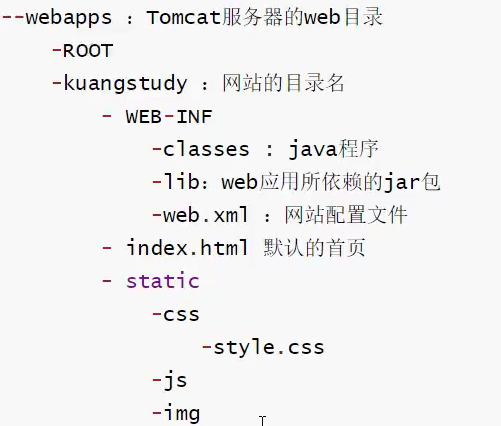 --webapps ：Tomcat服务器的web目录
-ROOT
-kuangstudy ：网站的目录名
- WEB-INF
-classes : java程序
-lib：web应用所依赖的jar包
-web.xml ：网站配置文件
- index.html 默认的首页
- static
-css
-style.css
-js
-img